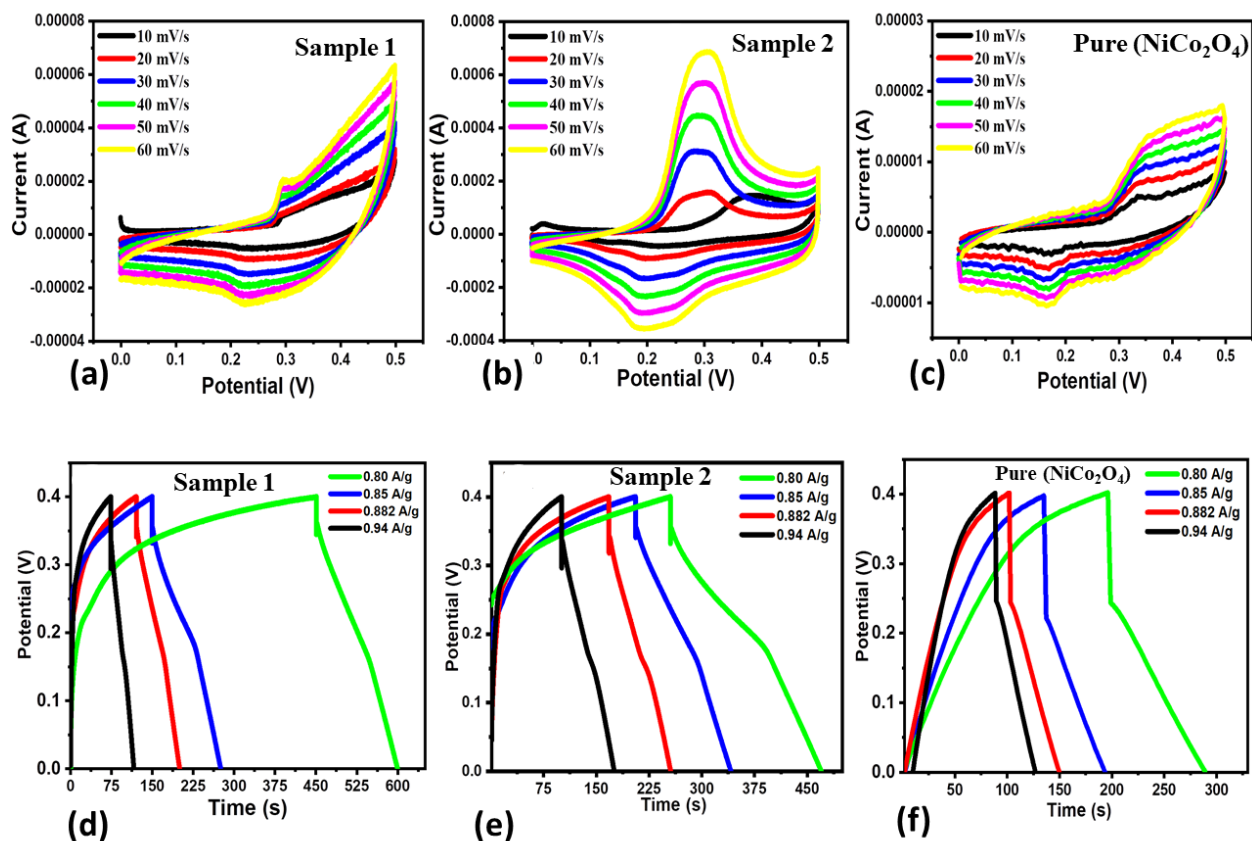 0.00008
0.00006
0.00004
0.00002
0.00000
-0.00002
-0.00004
Current (A)
10 mV/s
20 mV/s
30 mV/s
40 mV/s
50 mV/s
60 mV/s
Sample 1
0.0 0.1 0.2 0.3 0.4 0.5
Potential (V)
(a)
0.0008
0.0006
0.0004
0.0002
0.0000
-0.0002
-0.0004
Current (A)
10 mV/s
20 mV/s
30 mV/s
40 mV/s
50 mV/s
60 mV/s
Sample 2
0.0 0.1 0.2 0.3 0.4 0.5
Potential (V)
(b)
0.00003
0.00002
0.00001
0.00000
-0.00001
Current (A)
10 mV/s
20 mV/s
30 mV/s
40 mV/s
50 mV/s
60 mV/s
Pure (NiCo₂O₄)
0.0 0.1 0.2 0.3 0.4 0.5
Potential (V)
(c)
0.4
0.3
0.2
0.1
0.0
Potential (V)
Sample 1
0.80 A/g
0.85 A/g
0.882 A/g
0.94 A/g
0 75 150 225 300 375 450 525 600
Time (s)
(d)
0.4
0.3
0.2
0.1
0.0
Potential (V)
Sample 2
0.80 A/g
0.85 A/g
0.882 A/g
0.94 A/g
75 150 225 300 375 450
Time (s)
(e)
0.4
0.3
0.2
0.1
0.0
Potential (V)
Pure (NiCo₂O₄)
0.80 A/g
0.85 A/g
0.882 A/g
0.94 A/g
50 100 150 200 250 300
Time (s)
(f)